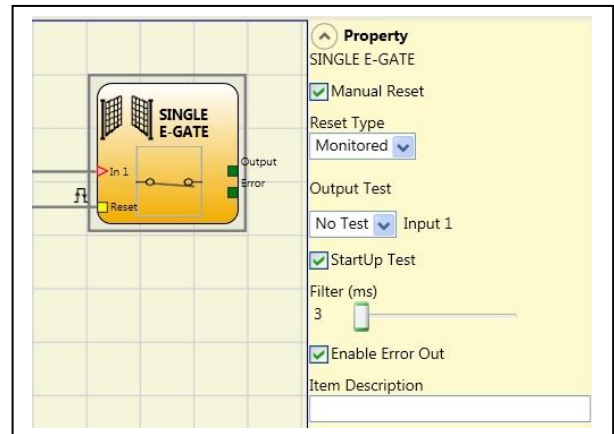 SINGLE
E-GATE
In 1
Reset
Output
Error
Property
SINGLE E-GATE
Manual Reset
Reset Type
Monitored
Output Test
No Test Input 1
StartUp Test
Filter (ms)
3
Enable Error Out
Item Description